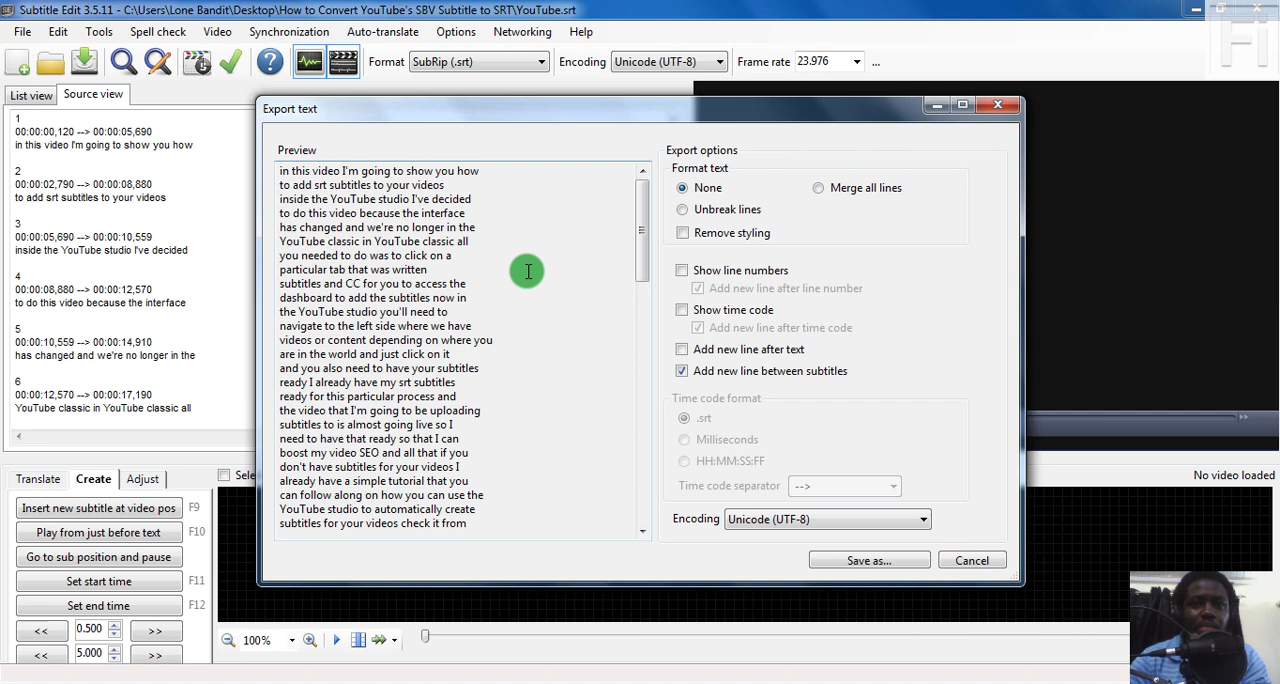 Subtitle Edit 3.5.11 - C:\Users\Lone Bandit\Desktop\How to Convert YouTube's SBV Subtitle to SRT\YouTube.srt
File Edit Tools Spell check Video Synchronization Auto-translate Options Networking Help
Format SubRip (.srt) Encoding Unicode (UTF-8) Frame rate 23.976 ...
List view Source view
1
00:00:00,120 --> 00:00:05,690
in this video I'm going to show you how
2
00:00:02,790 --> 00:00:08,880
to add srt subtitles to your videos
3
00:00:05,690 --> 00:00:10,559
inside the YouTube studio I've decided
4
00:00:08,880 --> 00:00:12,570
to do this video because the interface
5
00:00:10,559 --> 00:00:14,910
has changed and we're no longer in the
6
00:00:12,570 --> 00:00:17,190
YouTube classic in YouTube classic all
Export text
Preview
in this video I'm going to show you how
to add srt subtitles to your videos
inside the YouTube studio I've decided
to do this video because the interface
has changed and we're no longer in the
YouTube classic in YouTube classic all
you needed to do was to click on a
particular tab that was written
subtitles and CC for you to access the
dashboard to add the subtitles now in
the YouTube studio you'll need to
navigate to the left side where we have
videos or content depending on where you
are in the world and just click on it
and you also need to have your subtitles
ready I already have my srt subtitles
ready for this particular process and
the video that I'm going to be uploading
subtitles to is almost going live so I
need to have that ready so that I can
boost my video SEO and all that if you
don't have subtitles for your videos I
already have a simple tutorial that you
can follow along on how you can use the
YouTube studio to automatically create
subtitles for your videos check it from
Export options
Format text
None Merge all lines
Unbreak lines
Remove styling
Show line numbers
Add new line after line number
Show time code
Add new line after time code
Add new line after text
Add new line between subtitles
Time code format
.srt
Milliseconds
HH:MM:SS:FF
Time code separator -->
Encoding Unicode (UTF-8)
Save as... Cancel
Translate Create Adjust
Sele
No video loaded
Insert new subtitle at video pos F9
Play from just before text F10
Go to sub position and pause
Set start time F11
Set end time F12
<< 0.500 >>
<< 5.000 >>
100%